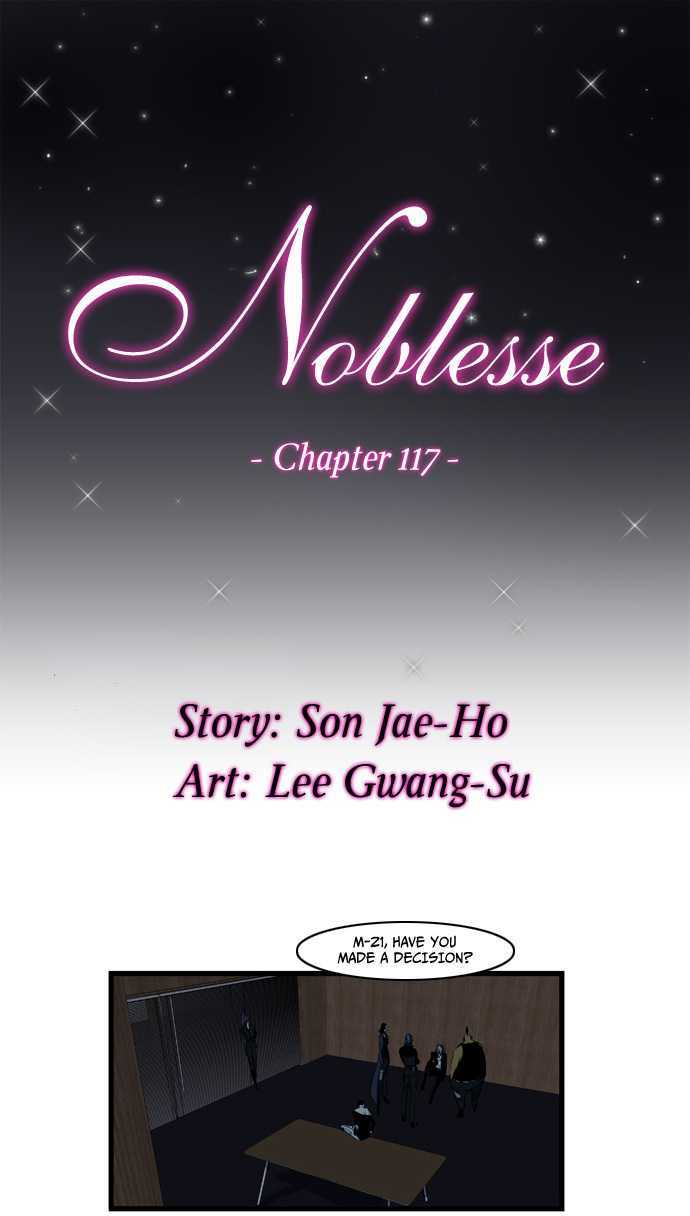 Noblesse
- Chapter 117 -
Story: Son Jae-Ho
Art: Lee Gwang-Su
M-21, HAVE YOU
MADE A DECISION?